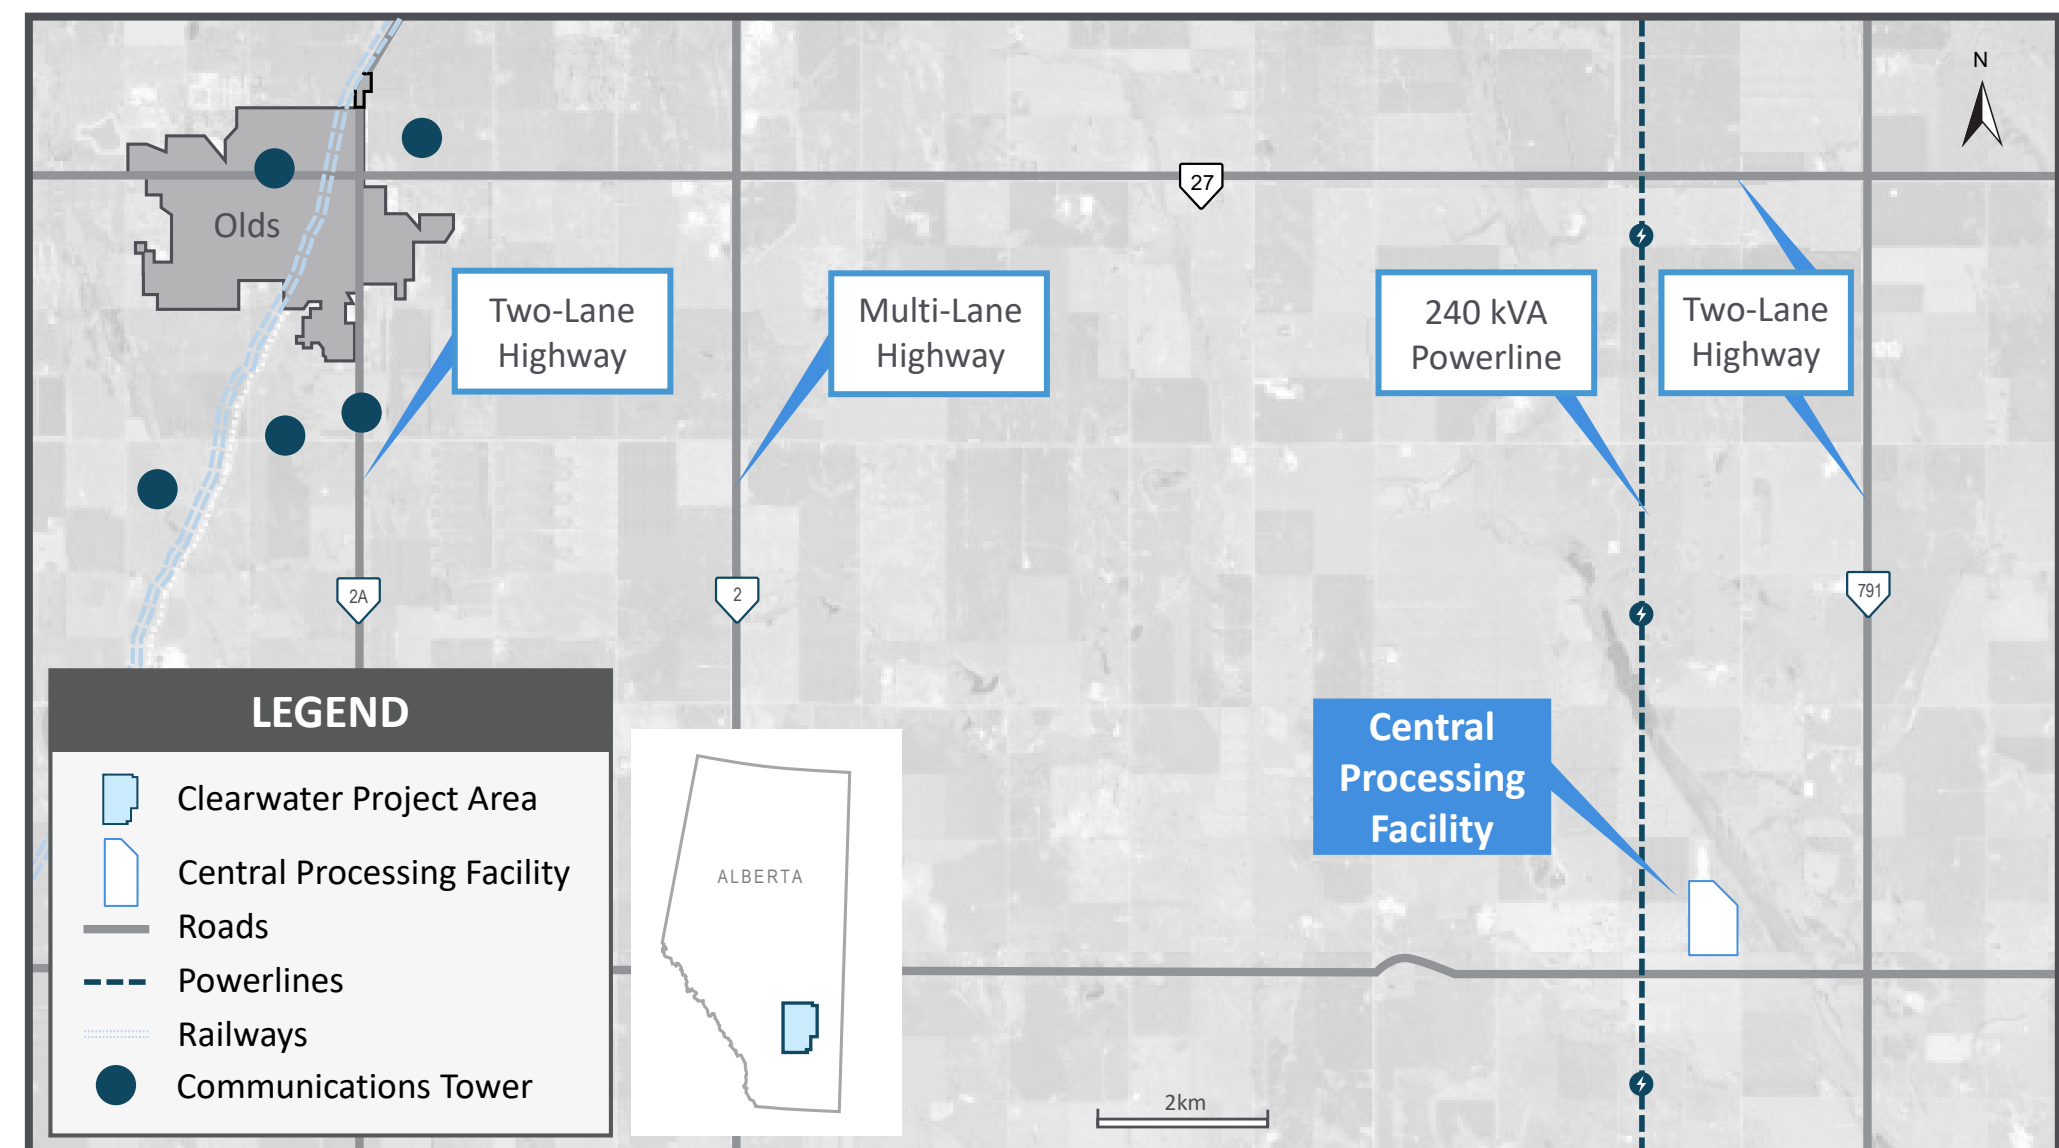 N
27
Olds
Two-Lane
Highway
Multi-Lane
Highway
240 kVA
Powerline
Two-Lane
Highway
2A
2
791
LEGEND
Clearwater Project Area
Central Processing Facility
Roads
Powerlines
Railways
Communications Tower
ALBERTA
Central
Processing
Facility
2km